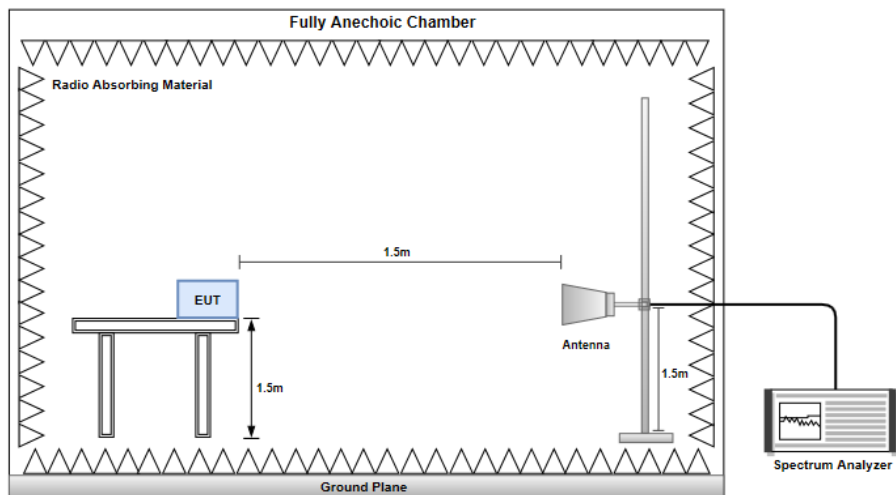 Fully Anechoic Chamber
Radio Absorbing Material
1.5m
EUT
Antenna
1.5m
1.5m
Spectrum Analyzer
Ground Plane